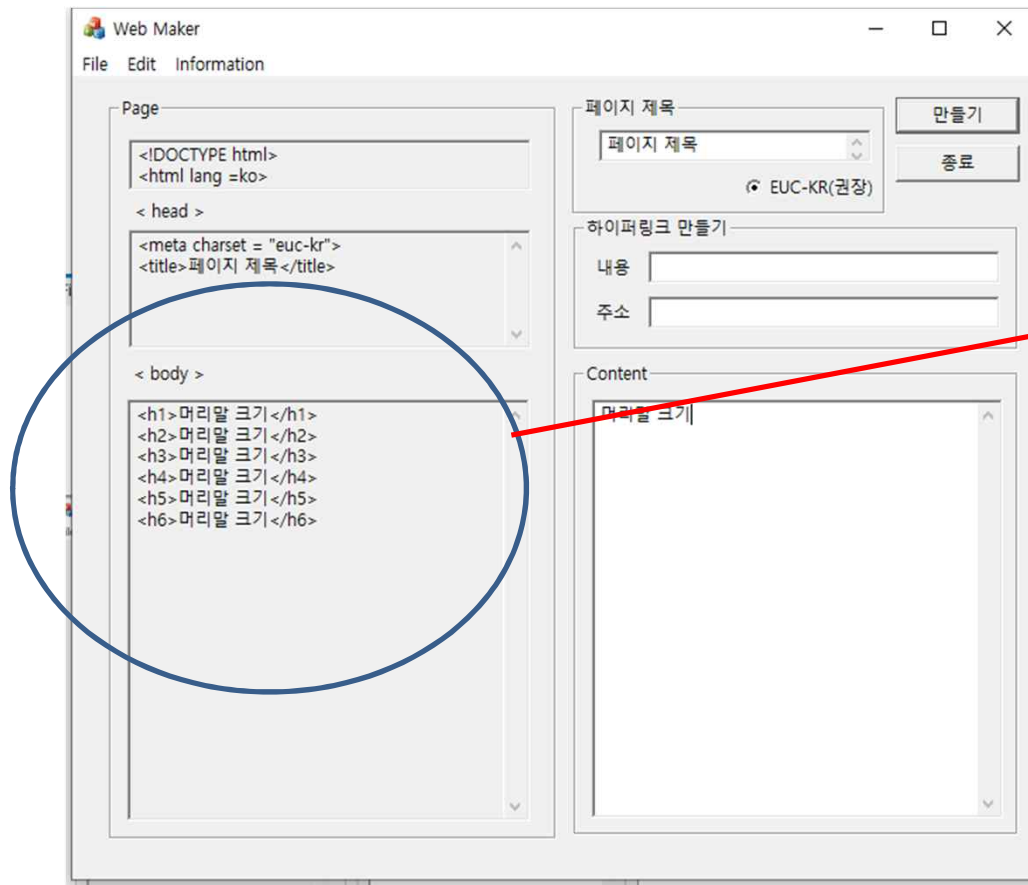 Web Maker
File Edit Information
Page
<!DOCTYPE html>
<html lang =ko>
< head >
<meta charset = "euc-kr">
<title>페이지 제목</title>
< body >
<h1>머리말 크기</h1>
<h2>머리말 크기</h2>
<h3>머리말 크기</h3>
<h4>머리말 크기</h4>
<h5>머리말 크기</h5>
<h6>머리말 크기</h6>
페이지 제목
페이지 제목
EUC-KR(권장)
만들기
종료
하이퍼링크 만들기
내용
주소
Content
머리말 크기